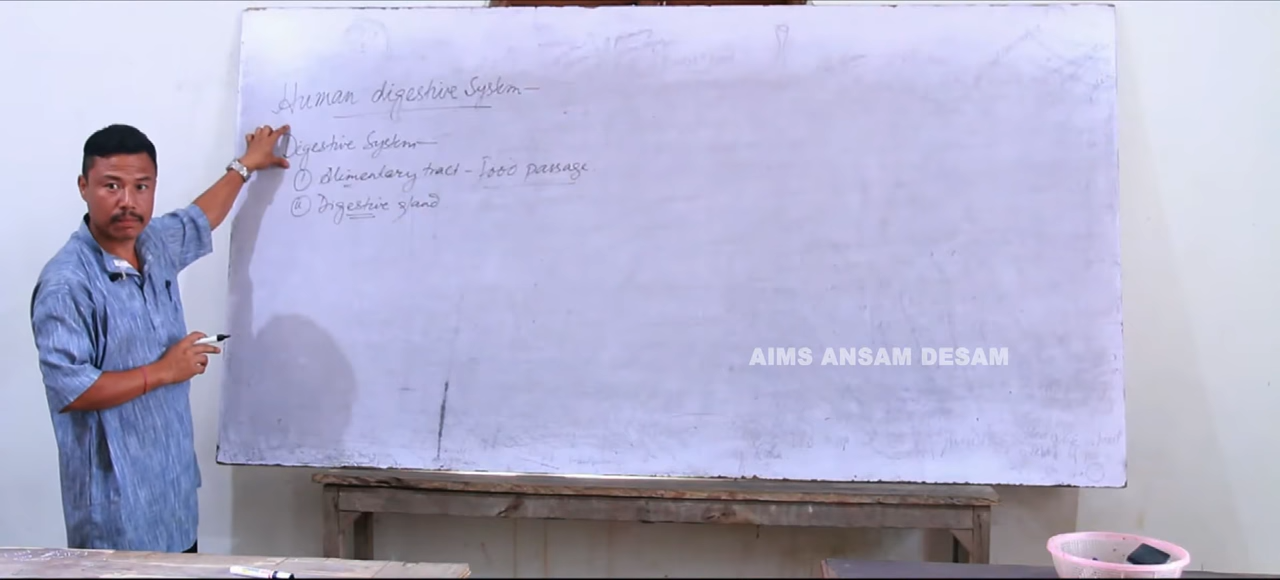 Human digestive System-
Digestive System-
(i) Alimentary tract - Food passage.
(ii) Digestive gland
AIMS ANSAM DESAM